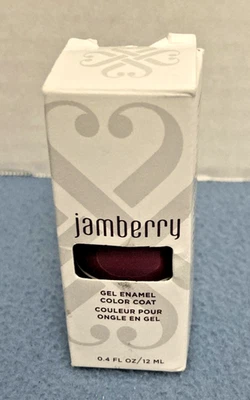 jamberry
GEL ENAMEL
COLOR COAT
COULEUR POUR
ONGLE EN GEL
0.4 FL OZ/12 ML